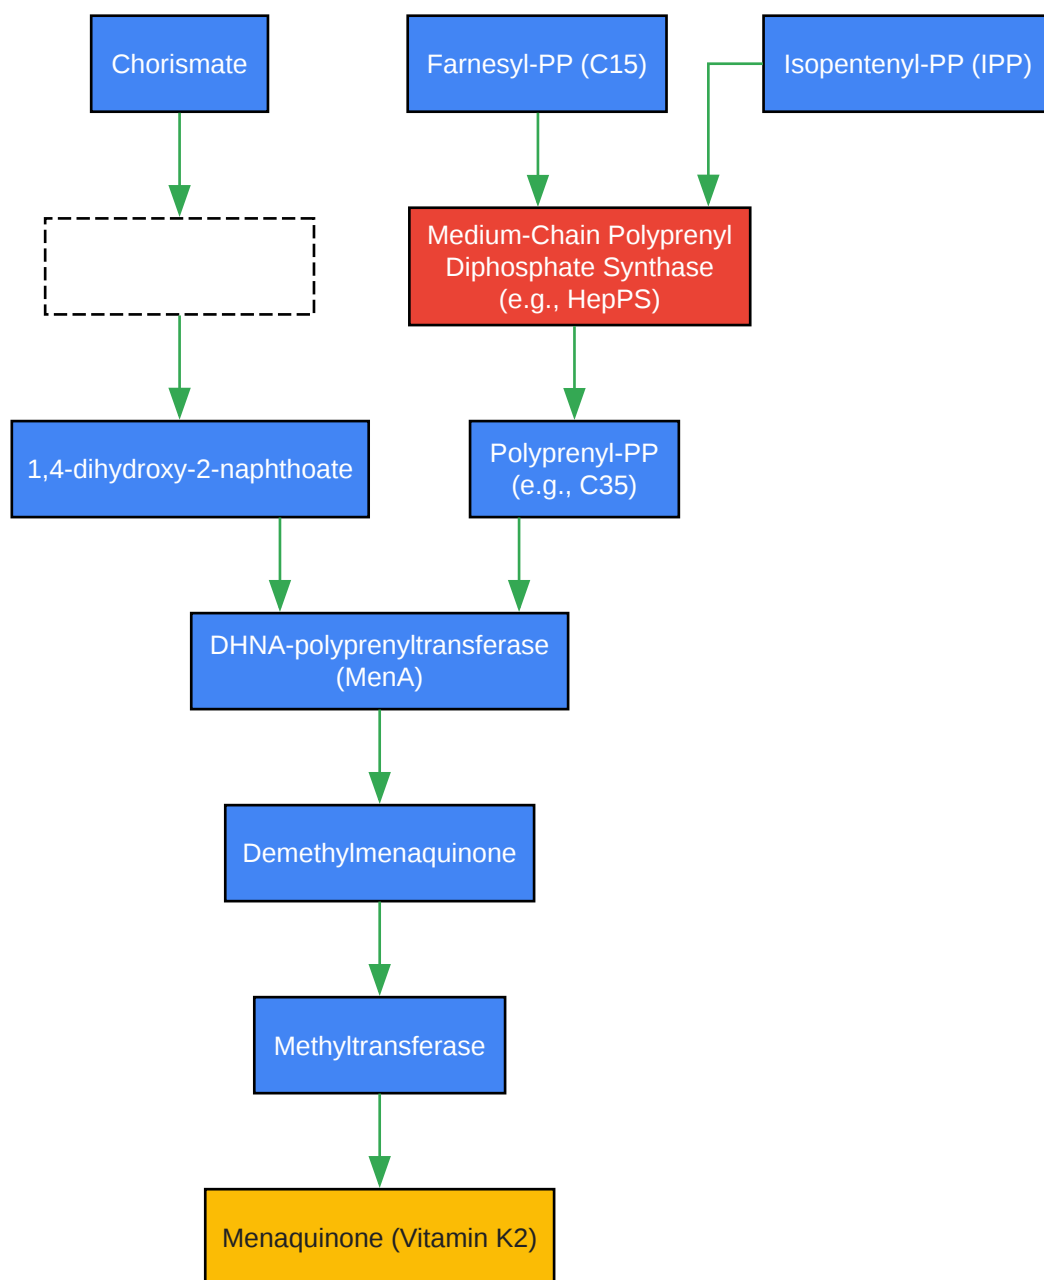 Chorismate
Farnesyl-PP (C15)
Isopentenyl-PP (IPP)
Medium-Chain Polyprenyl
Diphosphate Synthase
(e.g., HepPS)
1,4-dihydroxy-2-naphthoate
Polyprenyl-PP
(e.g., C35)
DHNA-polyprenyltransferase
(MenA)
Demethylmenaquinone
Methyltransferase
Menaquinone (Vitamin K2)